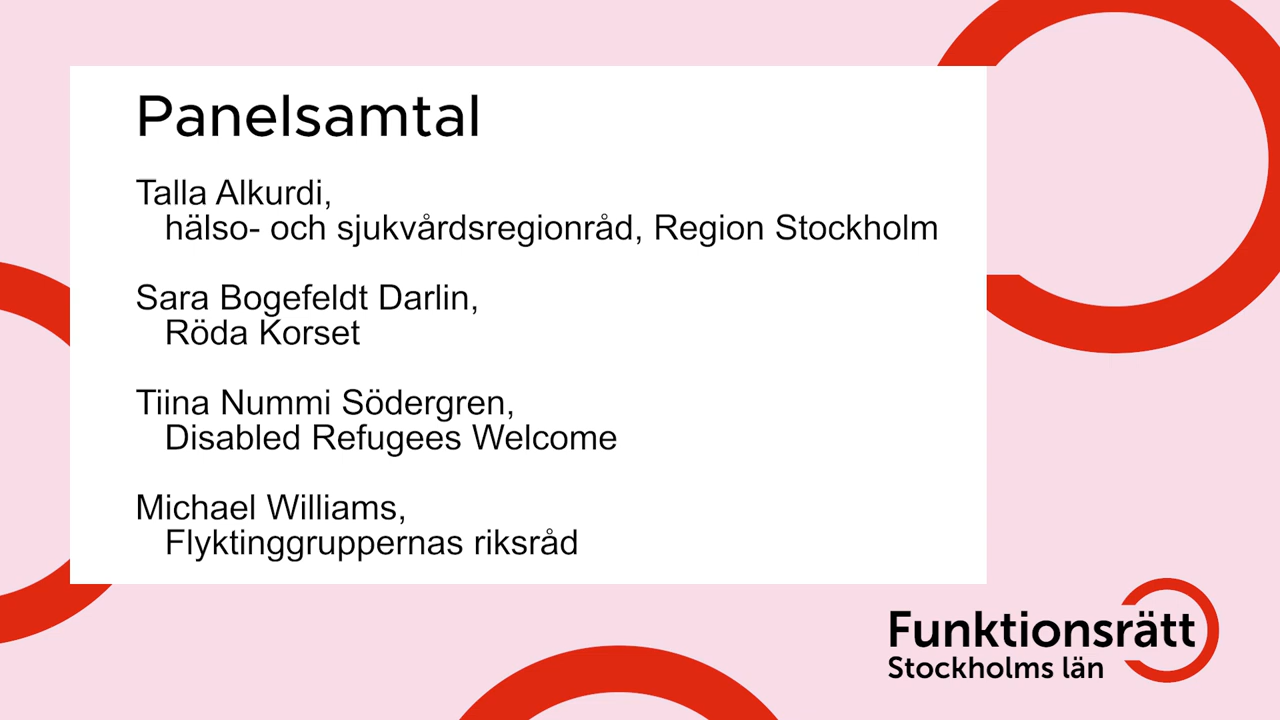 Panelsamtal
Talla Alkurdi,
hälso- och sjukvårdsregionråd, Region Stockholm
Sara Bogefeldt Darlin,
Röda Korset
Tiina Nummi Södergren,
Disabled Refugees Welcome
Michael Williams,
Flyktinggruppernas riksråd
Funktionsrätt
Stockholms län